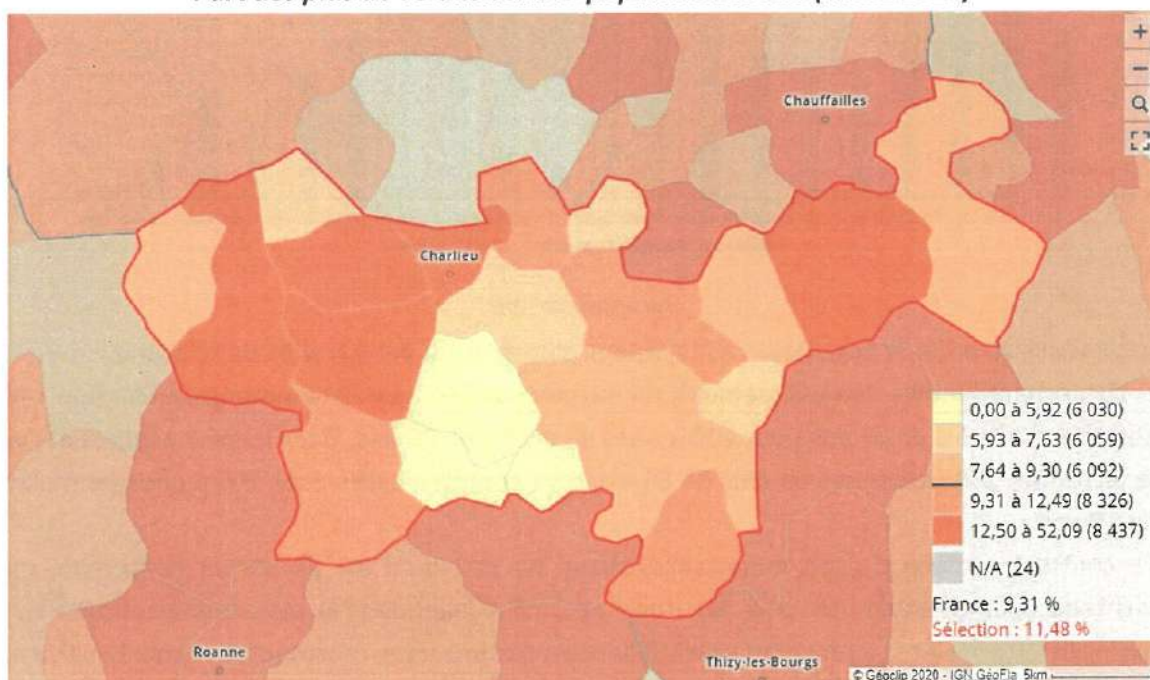 Chauffailles
Charlieu
0,00 à 5,92 (6 030)
5,93 à 7,63 (6 059)
7,64 à 9,30 (6 092)
9,31 à 12,49 (8 326)
12,50 à 52,09 (8 437)
N/A (24)
France : 9,31 %
Sélection : 11,48 %
Roanne
Thizy-les-Bourgs
© Géoclip 2020 - IGN GéoFla 5km